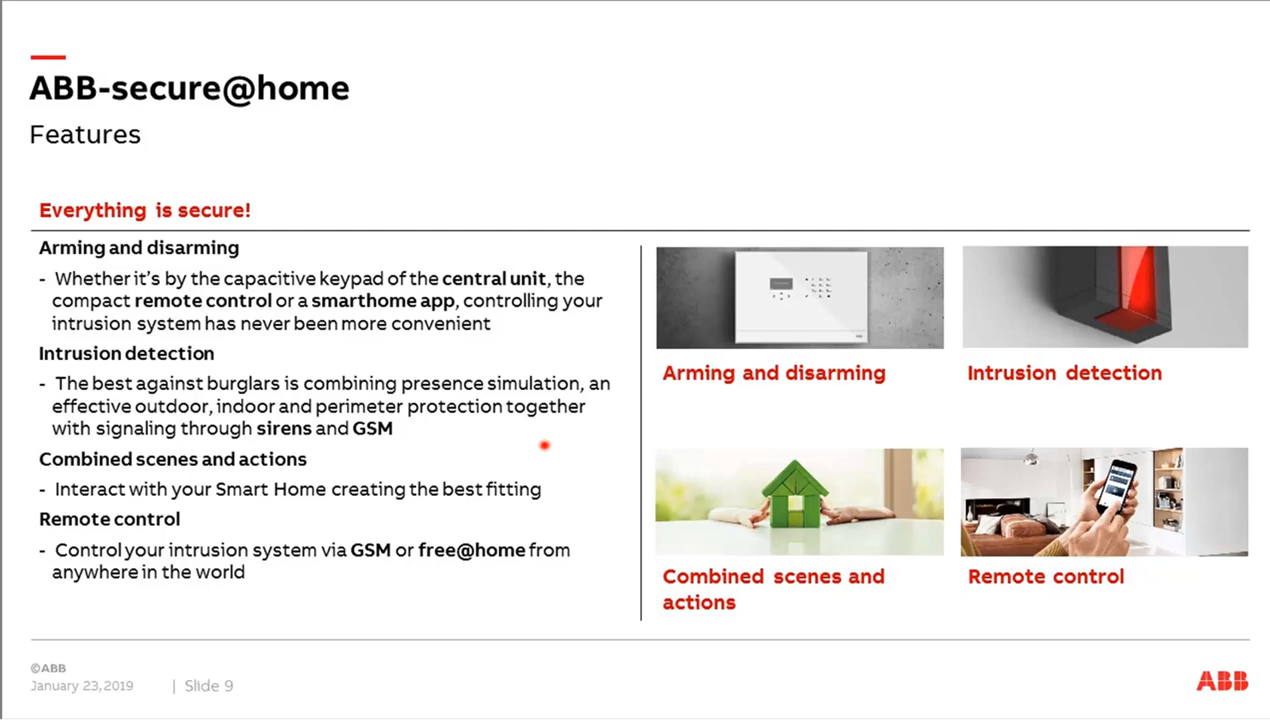 ABB-secure@home
Features
Everything is secure!
Arming and disarming
- Whether it's by the capacitive keypad of the central unit, the
compact remote control or a smarthome app, controlling your
intrusion system has never been more convenient
Intrusion detection
- The best against burglars is combining presence simulation, an
effective outdoor, indoor and perimeter protection together
with signaling through sirens and GSM
Combined scenes and actions
- Interact with your Smart Home creating the best fitting
Remote control
- Control your intrusion system via GSM or free@home from
anywhere in the world
Arming and disarming
Intrusion detection
Combined scenes and
actions
Remote control
©ABB
January 23, 2019 | Slide 9
ABB